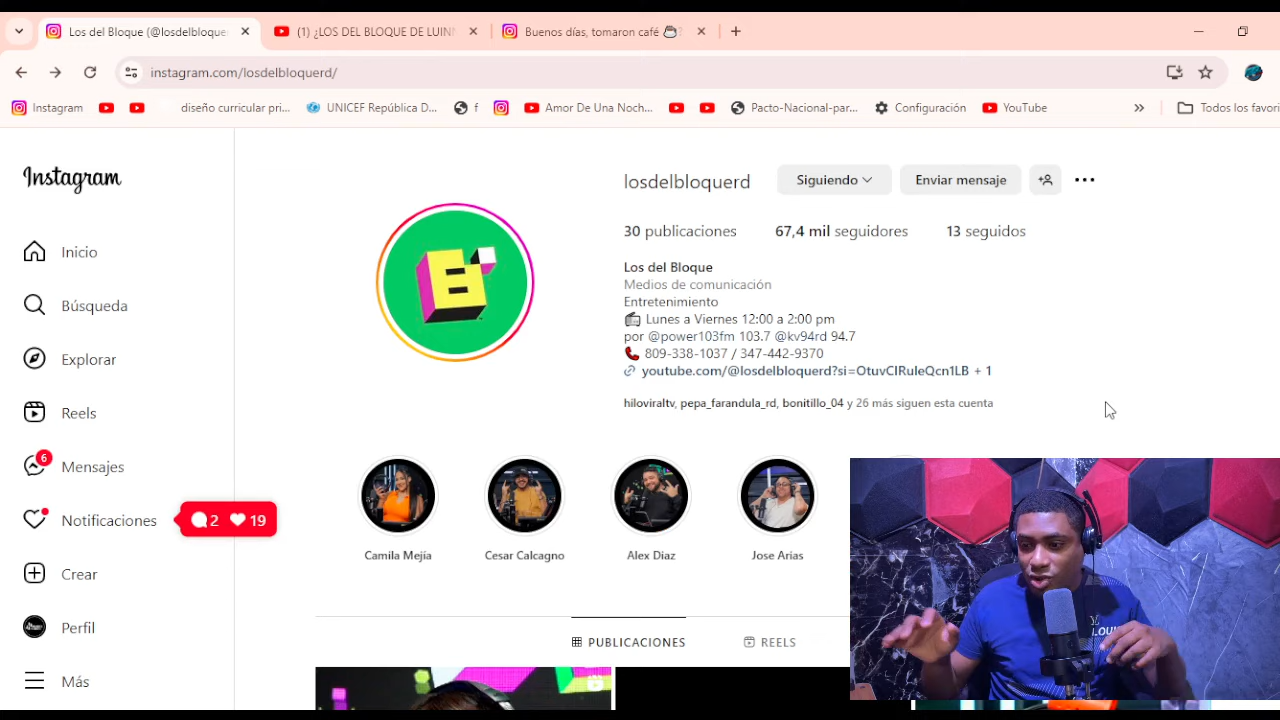 Los del Bloque (@losdelbloque
(1) ¿LOS DEL BLOQUE DE LUINN
Buenos días, tomaron café
instagram.com/losdelbloquerd/
Instagram
diseño curricular pri...
UNICEF República D...
f
Amor De Una Noch...
Pacto-Nacional-par...
Configuración
YouTube
»
Todos los favori
Instagram
losdelbloquerd
Siguiendo
Enviar mensaje
30 publicaciones
67,4 mil seguidores
13 seguidos
Los del Bloque
Medios de comunicación
Entretenimiento
Lunes a Viernes 12:00 a 2:00 pm
por @power103fm 103.7 @kv94rd 94.7
809-338-1037 / 347-442-9370
youtube.com/@losdelbloquerd?si=OtuvCIRuleQcn1LB + 1
hiloviraltv, pepa_farandula_rd, bonitillo_04 y 26 más siguen esta cuenta
Inicio
Búsqueda
Explorar
Reels
6
Mensajes
Notificaciones
2 19
Crear
Perfil
Más
Camila Mejía
Cesar Calcagno
Alex Diaz
Jose Arias
PUBLICACIONES
REELS